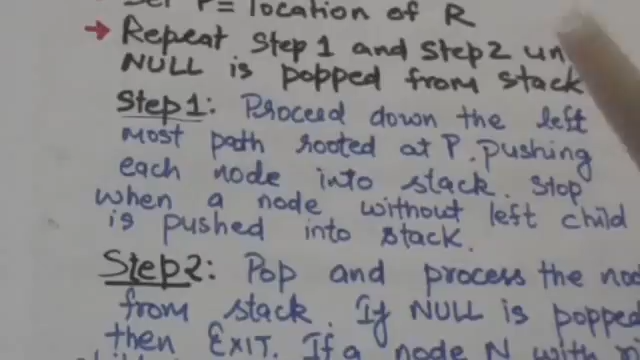 Set P = location of R
→ Repeat Step 1 and Step 2 un
NULL is popped from stack
Step 1: Proceed down the left
most path rooted at P, pushing
each node into stack. Stop
when a node without left child
is pushed into stack.
Step 2: Pop and process the nod
from stack. If NULL is popped
then EXIT. If a node N with